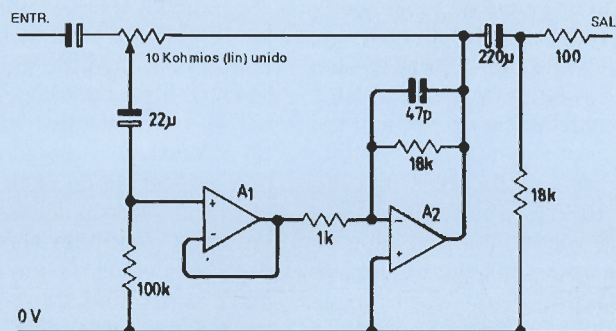 ENTR.
SAL
10 Kohmios (lin) unido
220µ
100
22µ
47p
18k
A1
A2
+
-
1k
-
+
18k
100k
0 V